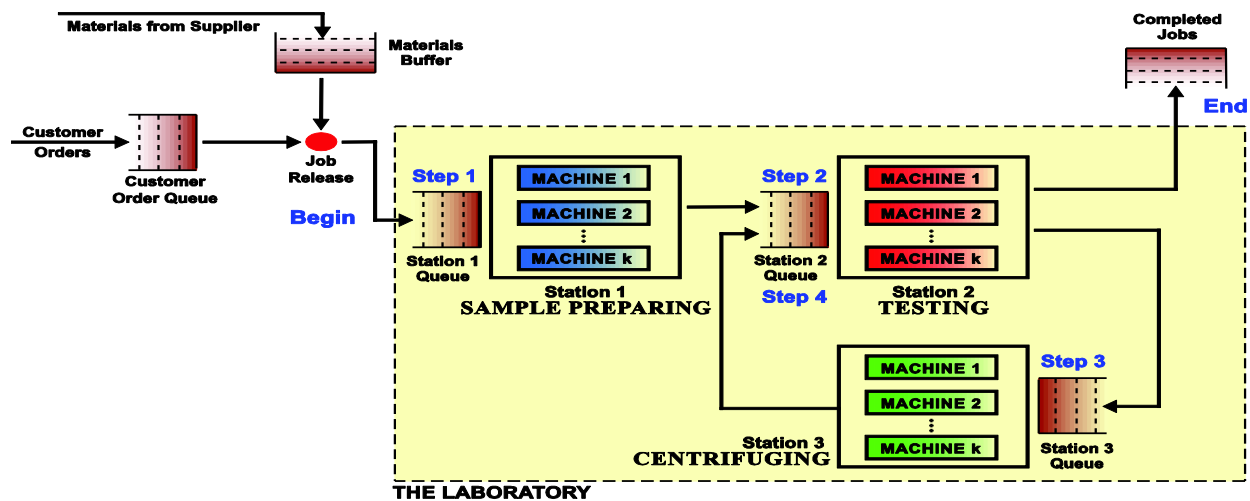 Materials from Supplier
Materials
Buffer
Completed
Jobs
End
Customer
Orders
Customer
Order Queue
Job
Release
Begin
Step 1
Station 1
Queue
MACHINE 1
MACHINE 2
MACHINE k
Station 1
SAMPLE PREPARING
Step 2
Station 2
Queue
Step 4
MACHINE 1
MACHINE 2
MACHINE k
Station 2
TESTING
Step 3
Station 3
Queue
MACHINE 1
MACHINE 2
MACHINE k
Station 3
CENTRIFUGING
THE LABORATORY